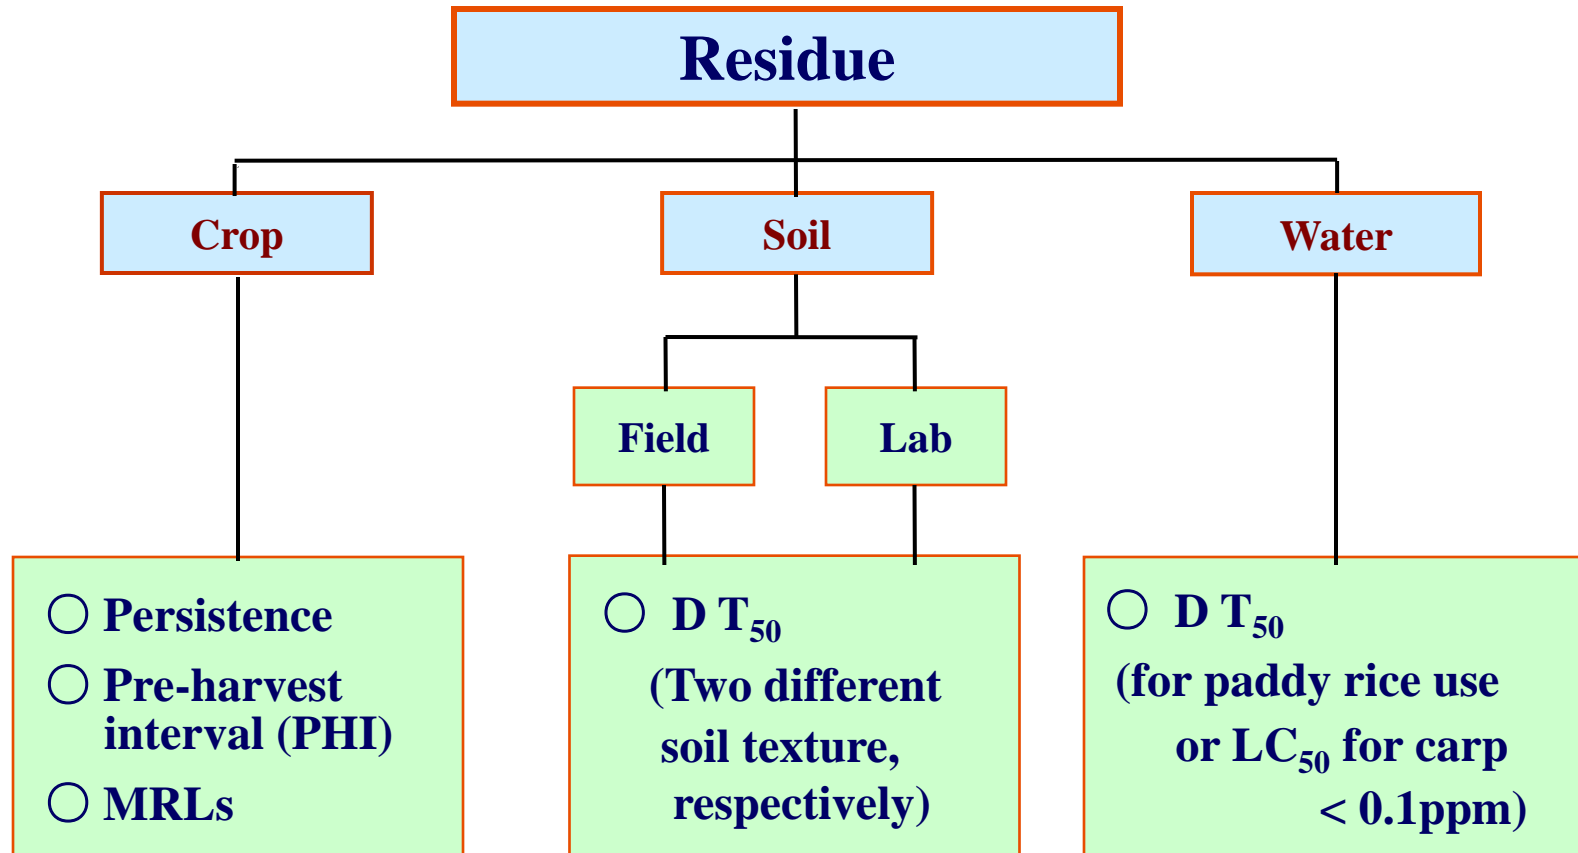 Residue
Crop
Soil
Water
Field
Lab
○ Persistence
○ Pre-harvest
interval (PHI)
○ MRLs
○ D T₅₀
(Two different
soil texture,
respectively)
○ D T₅₀
(for paddy rice use
or LC₅₀ for carp
< 0.1ppm)